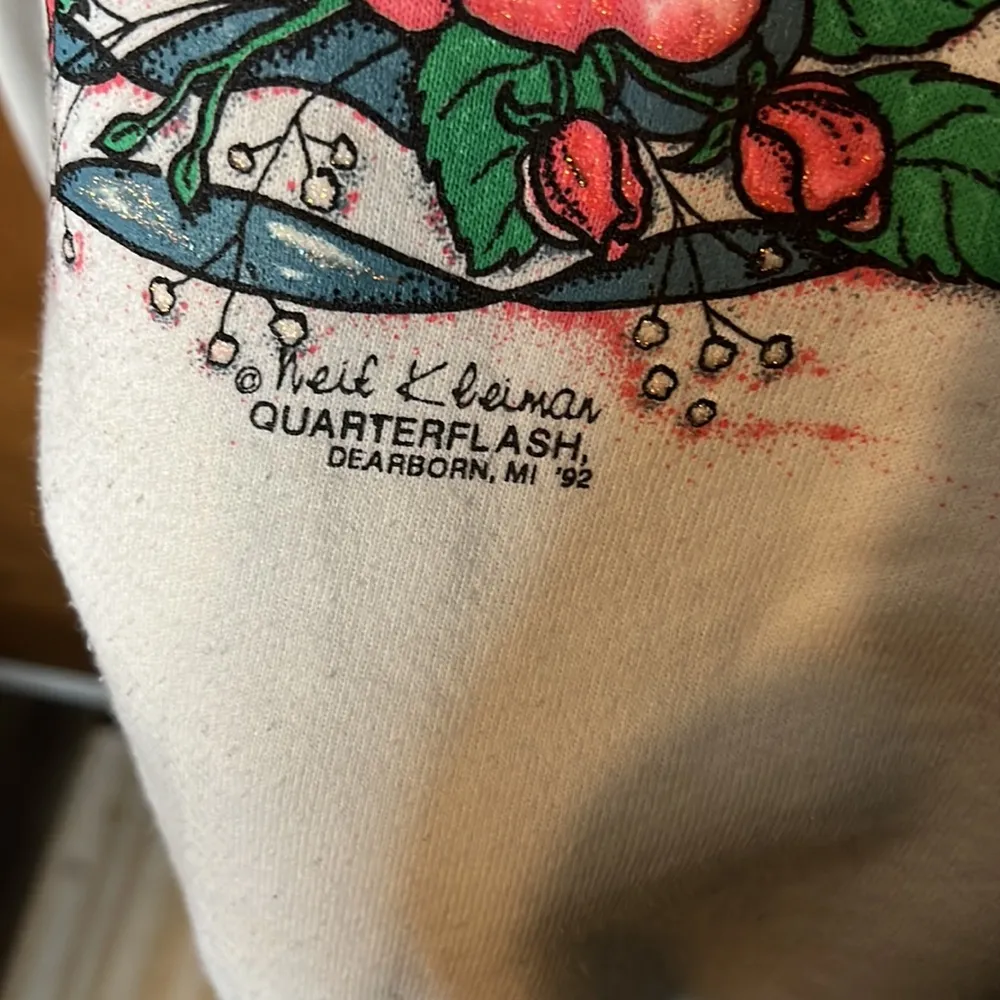 © Neil Kleiman
QUARTERFLASH,
DEARBORN, MI '92